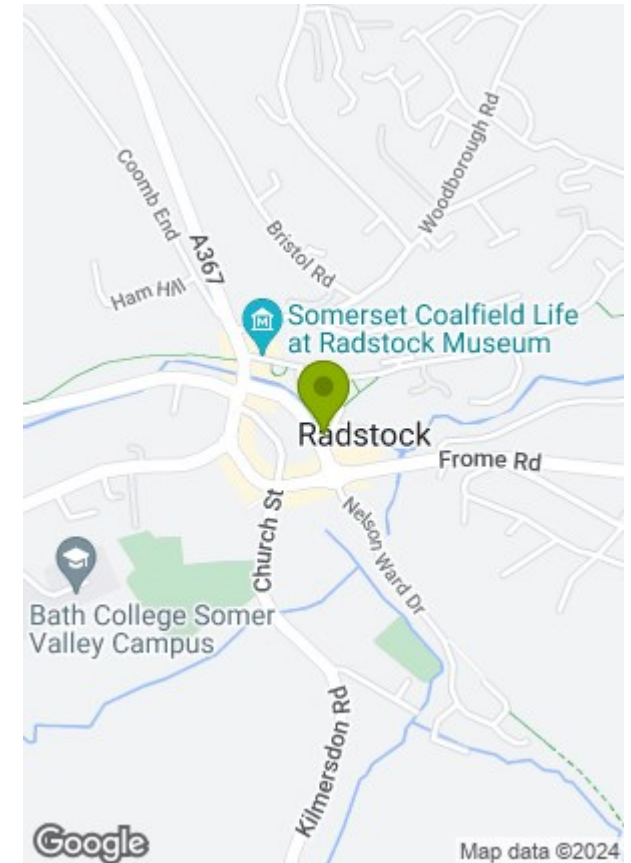 Woodborough Rd
Coomb End
A367
Bristol Rd
Ham Hill
M
Somerset Coalfield Life
at Radstock Museum
Radstock
Frome Rd
Church St
Nelson Ward Dr
Bath College Somer
Valley Campus
Kilmersdon Rd
Google
Map data ©2024